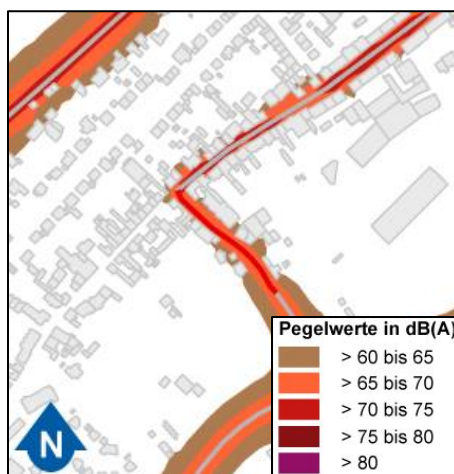 Pegelwerte in dB(A)
> 60 bis 65
> 65 bis 70
> 70 bis 75
> 75 bis 80
> 80
N